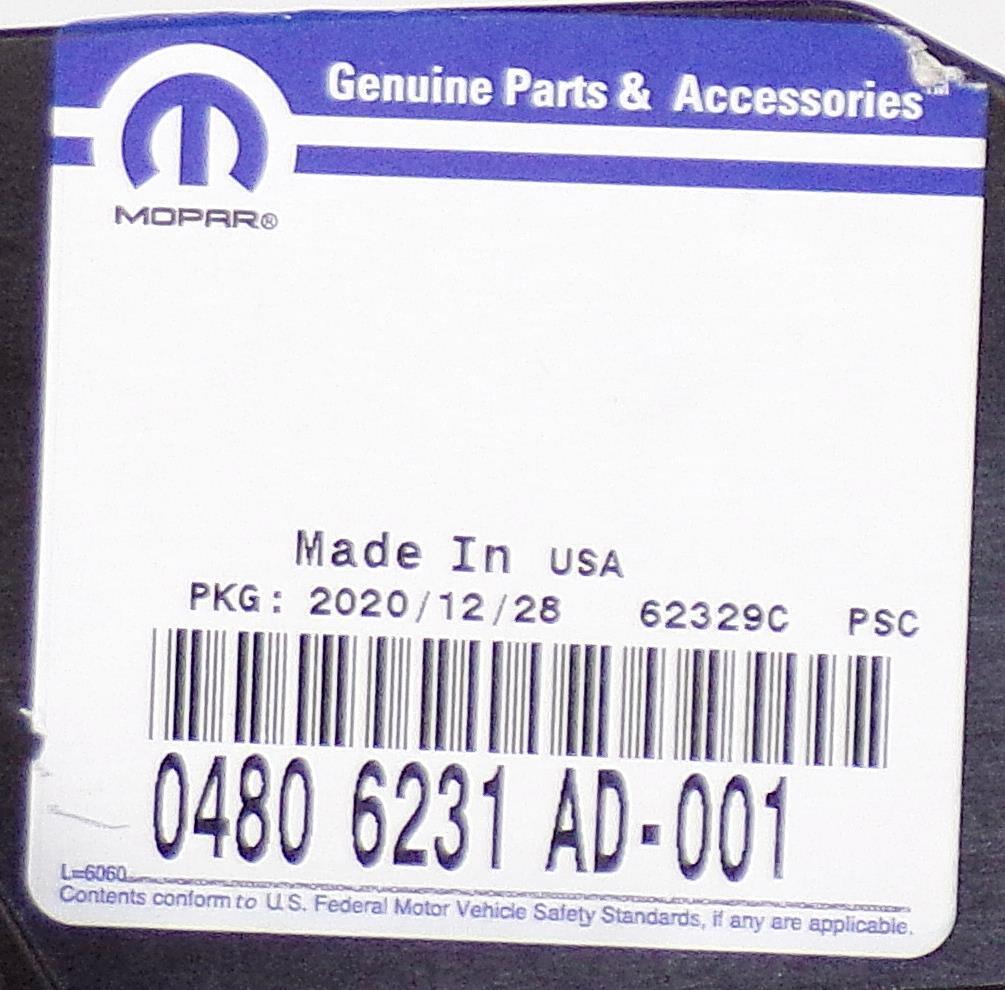 Genuine Parts & Accessories™
MOPAR®
Made In USA
PKG: 2020/12/28 62329C PSC
0480 6231 AD-001
L=6060
Contents conform to U.S. Federal Motor Vehicle Safety Standards, if any are applicable.